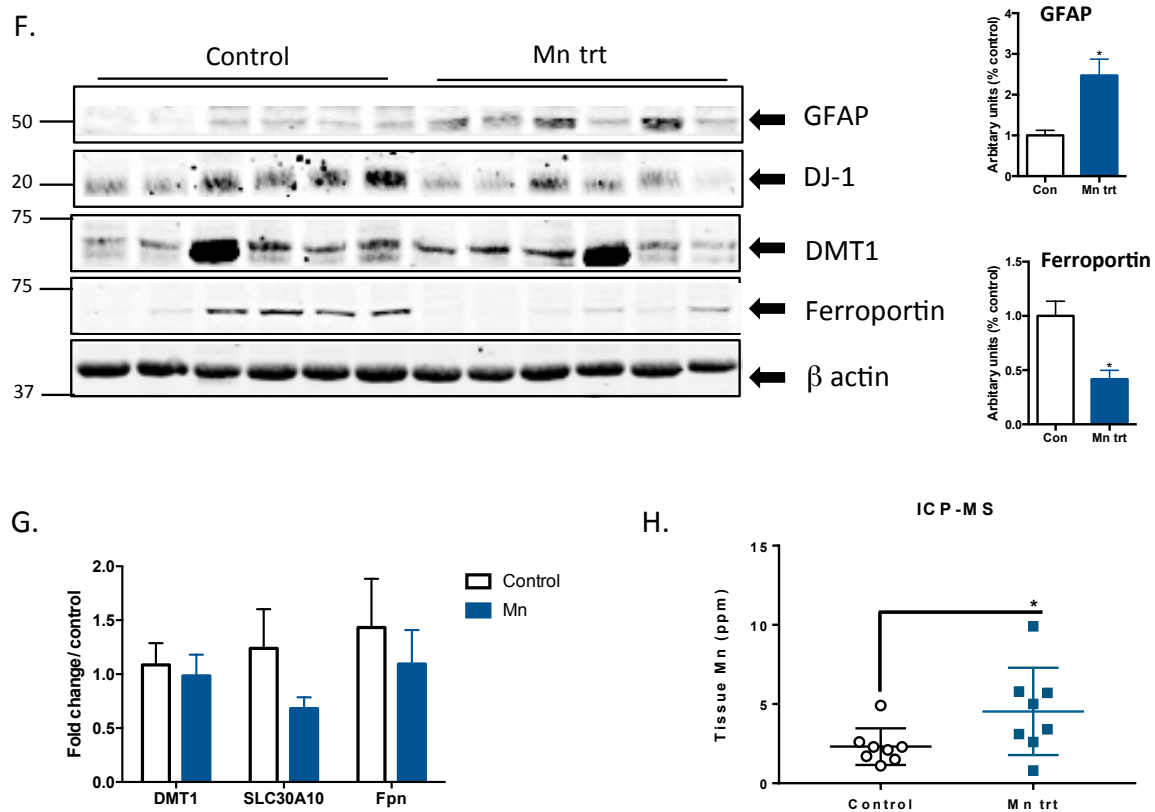 F.
Control
Mn trt
50
GFAP
20
DJ-1
75
DMT1
75
Ferroportin
37
β actin
GFAP
Arbitary units (% control)
4
3
2
1
0
*
Con
Mn trt
Ferroportin
Arbitary units (% control)
1.5
1.0
0.5
0.0
*
Con
Mn trt
G.
Fold change/ control
2.0
1.5
1.0
0.5
0.0
DMT1
SLC30A10
Fpn
Control
Mn
H.
ICP-MS
Tissue Mn (ppm)
15
10
5
0
*
Control
Mn trt